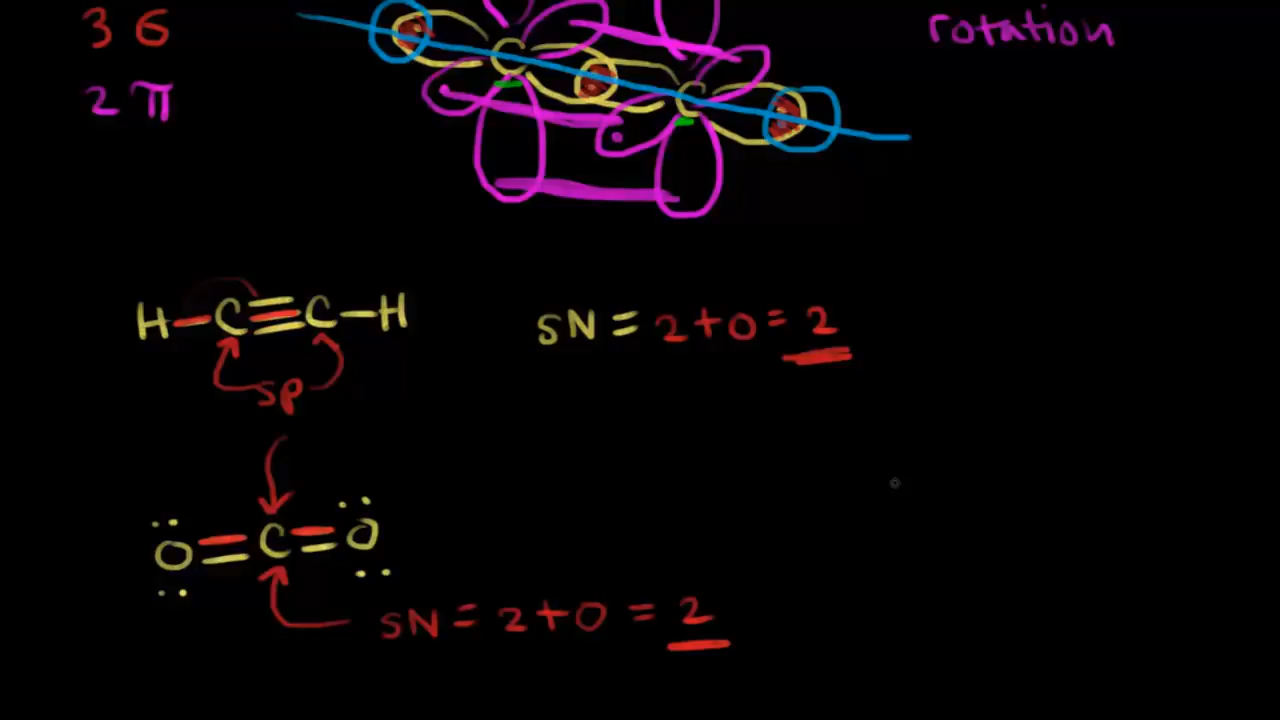 3 σ
rotation
2 π
C
C
H-C≡C-H
SN = 2+0 = 2
sp
O=C=O
SN = 2+0 = 2